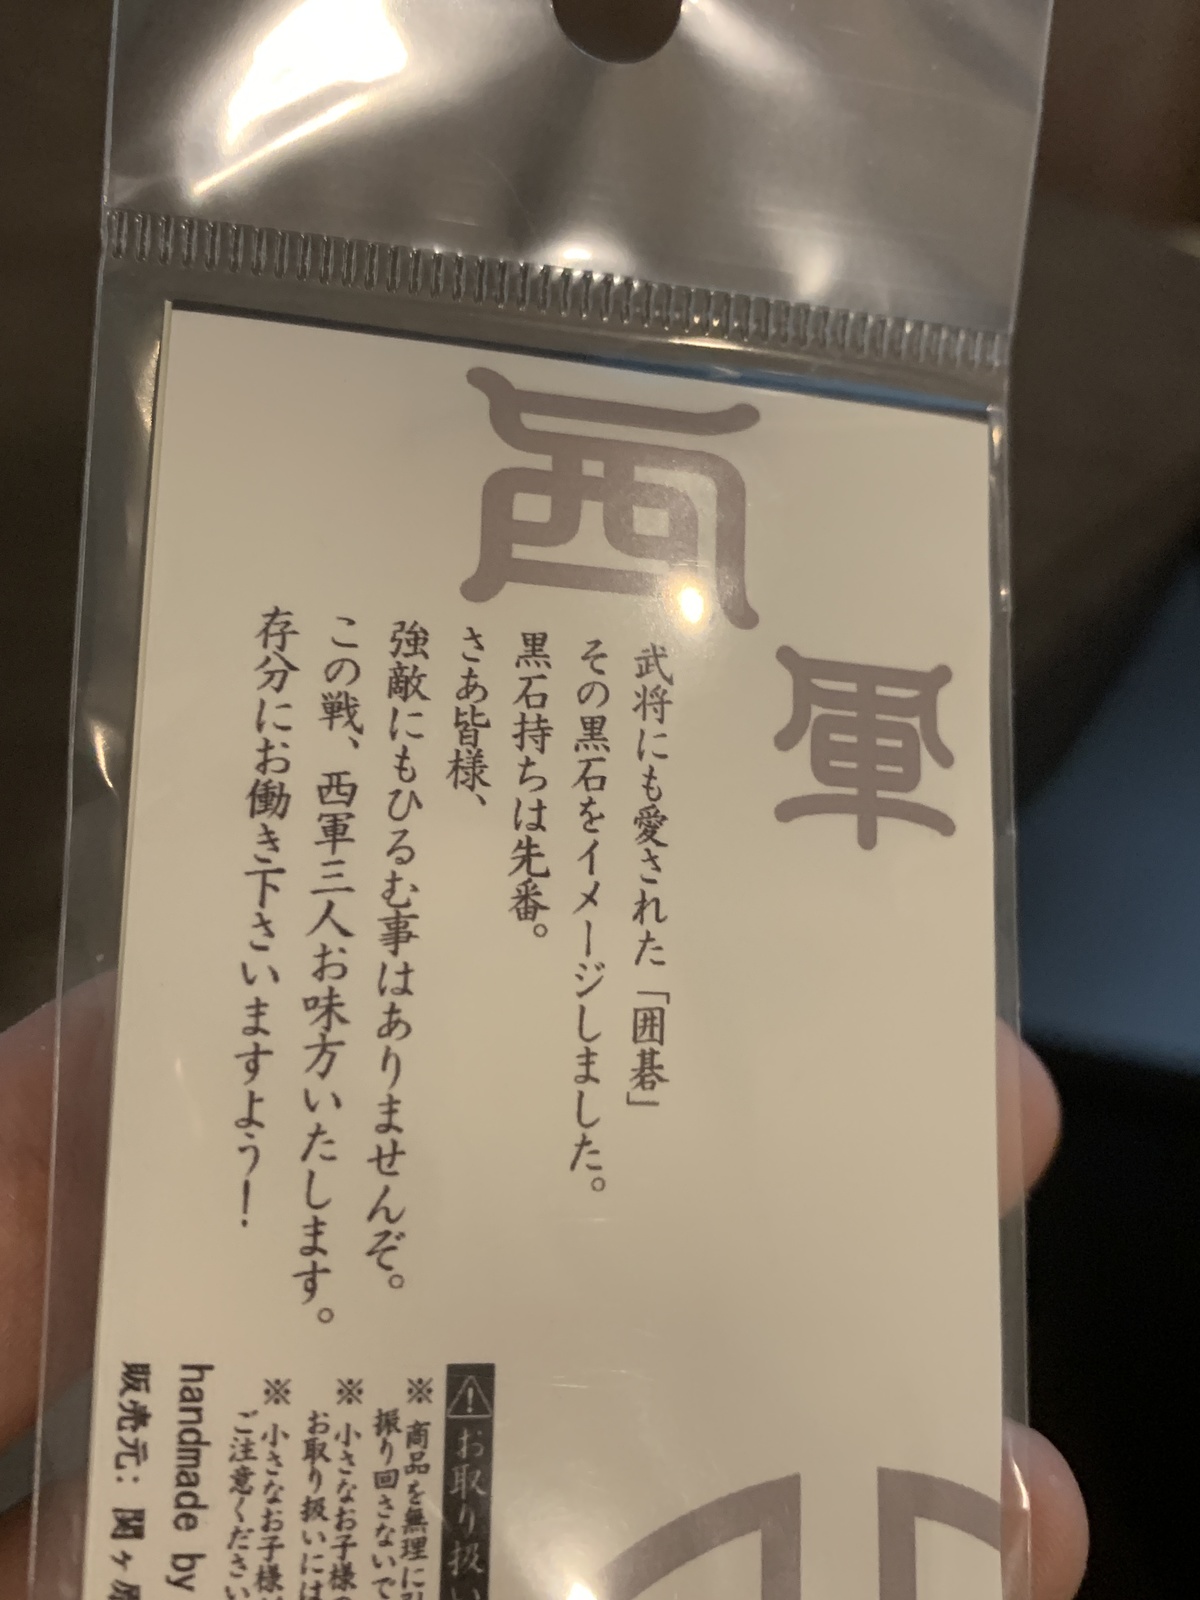 西軍
武将にも愛された「囲碁」
その黒石をイメージしました。
黒石持ちは先番。
さあ皆様、
強敵にもひるむ事はありませんぞ。
この戦、西軍三人お味方いたします。
存分にお働き下さいますよう！
お取り扱い
※商品を無理に引
振り回さないで
※小さなお子様の
お取り扱いには
※小さなお子様
ご注意ください
handmade by
販売元：関ヶ原